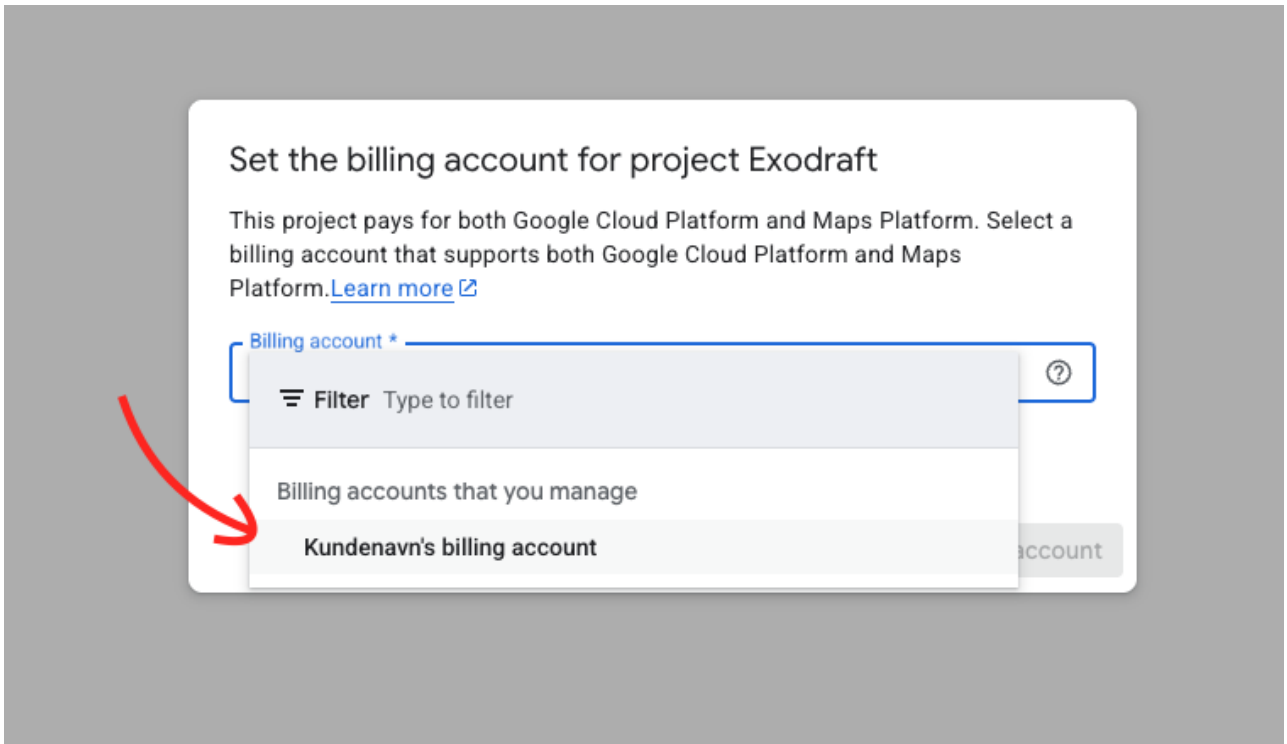 Set the billing account for project Exodraft
This project pays for both Google Cloud Platform and Maps Platform. Select a
billing account that supports both Google Cloud Platform and Maps
Platform.Learn more
Billing account *
Filter Type to filter
Billing accounts that you manage
Kundenavn's billing account
account